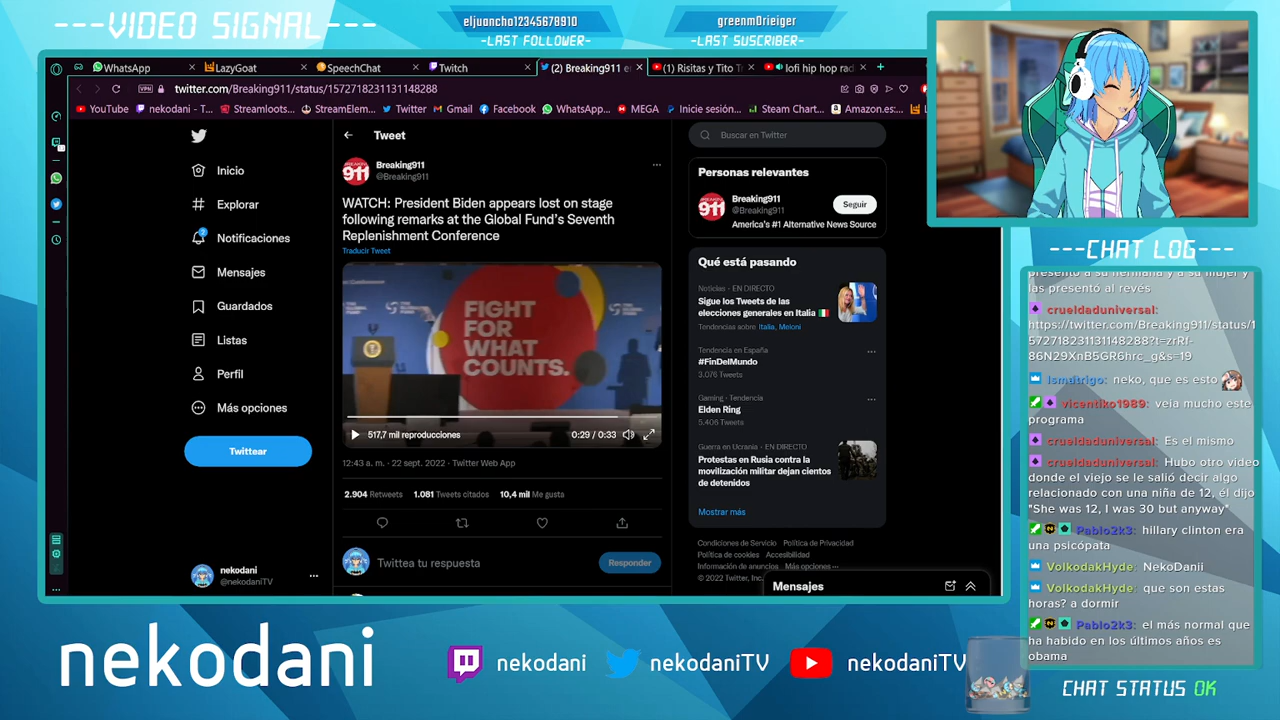 ---VIDEO SIGNAL---
eljuancho12345678910
-LAST FOLLOWER-
greenm0rieiger
-LAST SUSCRIBER-
WhatsApp
LazyGoat
SpeechChat
Twitch
(2) Breaking911 e
(1) Risitas y Tito T
lofi hip hop rad
VPN
twitter.com/Breaking911/status/1572718231131148288
YouTube
nekodani - T...
Streamloots...
StreamElem...
Twitter
Gmail
Facebook
WhatsApp...
MEGA
Inicie sesión...
Steam Chart...
Amazon.es:...
Inicio
Explorar
2
Notificaciones
Mensajes
Guardados
Listas
Perfil
Más opciones
Twittear
nekodani
@nekodaniTV
Tweet
911
Breaking911
@Breaking911
WATCH: President Biden appears lost on stage
following remarks at the Global Fund's Seventh
Replenishment Conference
Traducir Tweet
FIGHT
FOR
WHAT
COUNTS.
517,7 mil reproducciones
0:29 / 0:33
12:43 a. m. · 22 sept. 2022 · Twitter Web App
2.904 Retweets
1.081 Tweets citados
10,4 mil Me gusta
Twittea tu respuesta
Responder
Buscar en Twitter
Personas relevantes
911
Breaking911
@Breaking911
Seguir
America's #1 Alternative News Source
Qué está pasando
Noticias · EN DIRECTO
Sigue los Tweets de las
elecciones generales en Italia
Tendencias sobre Italia, Meloni
Tendencia en España
#FinDelMundo
3.076 Tweets
Gaming · Tendencia
Elden Ring
5.406 Tweets
Guerra en Ucrania · EN DIRECTO
Protestas en Rusia contra la
movilización militar dejan cientos
de detenidos
Mostrar más
Condiciones de Servicio Política de Privacidad
Política de cookies Accesibilidad
Información de anuncios Más opciones ···
© 2022 Twitter, Inc.
Mensajes
---CHAT LOG---
presentó a su hermana y a su mujer y
las presentó al revés
crueldaduniversal:
https://twitter.com/Breaking911/status/1
572718231131148288?t=zrRf-
86N29XnB5GR6hrc_g&s=19
Ismatrigo: neko, que es esto
vicentiko1989: veía mucho este
programa
crueldaduniversal: Es el mismo
crueldaduniversal: Hubo otro video
donde el viejo se le salió decir algo
relacionado con una niña de 12, él dijo
"She was 12, I was 30 but anyway"
Pablo2k3: hillary clinton era
una psicópata
VolkodakHyde: NekoDanii
VolkodakHyde: que son estas
horas? a dormir
Pablo2k3: el más normal que
ha habido en los últimos años es
obama
CHAT STATUS OK
nekodani
nekodani
nekodaniTV
nekodaniTV